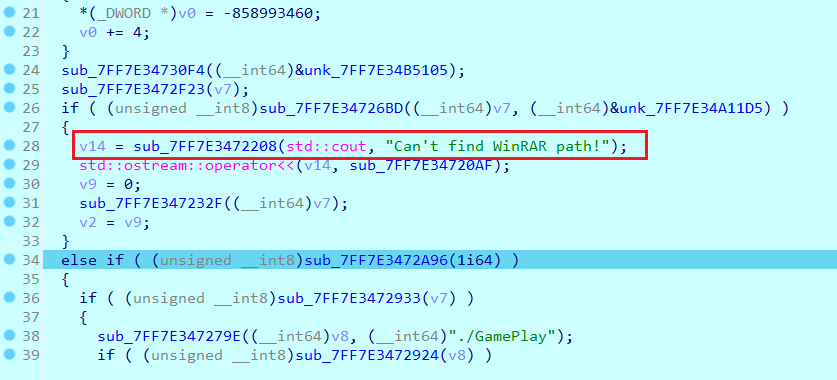 21 *(_DWORD *)v0 = -858993460;
22 v0 += 4;
23 }
24 sub_7FF7E34730F4((__int64)&unk_7FF7E34B5105);
25 sub_7FF7E3472F23(v7);
26 if ( (unsigned __int8)sub_7FF7E34726BD((__int64)v7, (__int64)&unk_7FF7E34A11D5) )
27 {
28 v14 = sub_7FF7E3472208(std::cout, "Can't find WinRAR path!");
29 std::ostream::operator<<(v14, sub_7FF7E34720AF);
30 v9 = 0;
31 sub_7FF7E347232F((__int64)v7);
32 v2 = v9;
33 }
34 else if ( (unsigned __int8)sub_7FF7E3472A96(1i64) )
35 {
36 if ( (unsigned __int8)sub_7FF7E3472933(v7) )
37 {
38 sub_7FF7E347279E((__int64)v8, (__int64)"./GamePlay");
39 if ( (unsigned __int8)sub_7FF7E3472924(v8) )